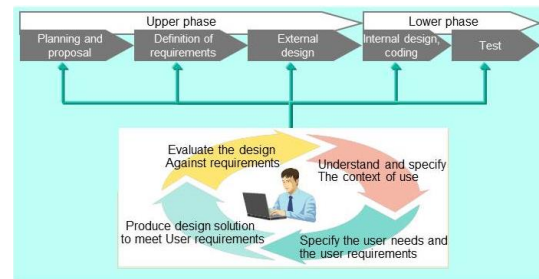 Upper phase
Lower phase
Planning and
proposal
Definition of
requirements
External
design
Internal design,
coding
Test
Evaluate the design
Against requirements
Understand and specify
The context of use
Produce design solution
to meet User requirements
Specify the user needs and
the user requirements